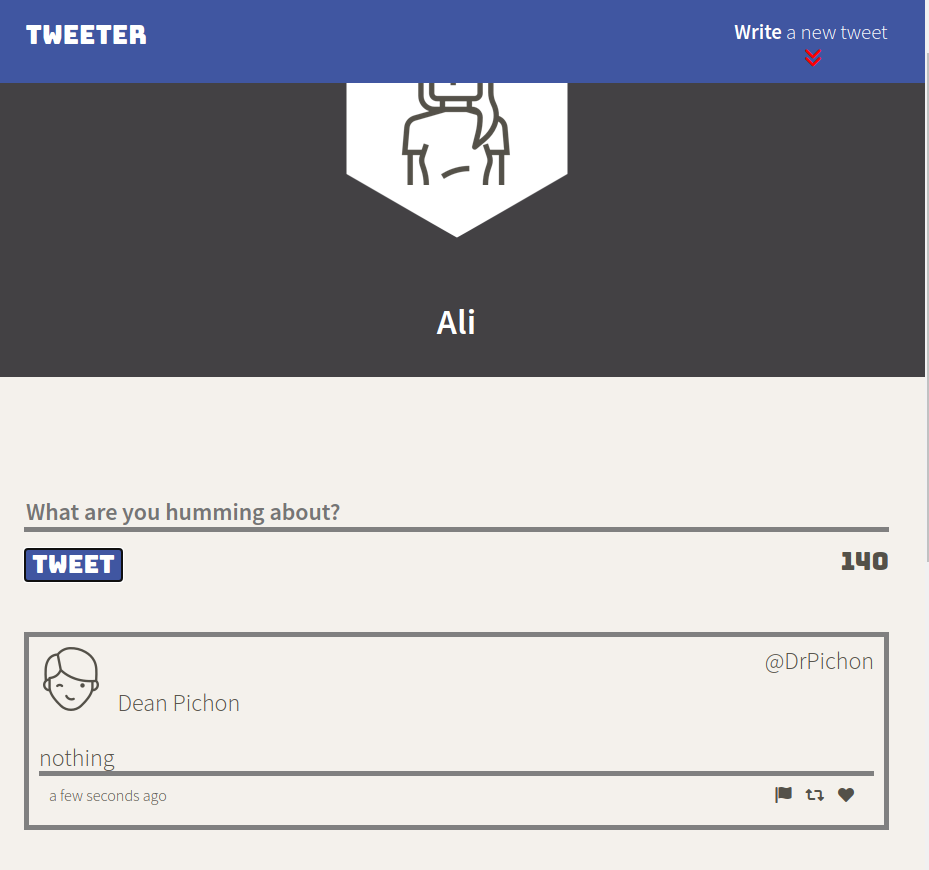 TWEETER
Write a new tweet
Ali
What are you humming about?
TWEET
140
@DrPichon
Dean Pichon
nothing
a few seconds ago